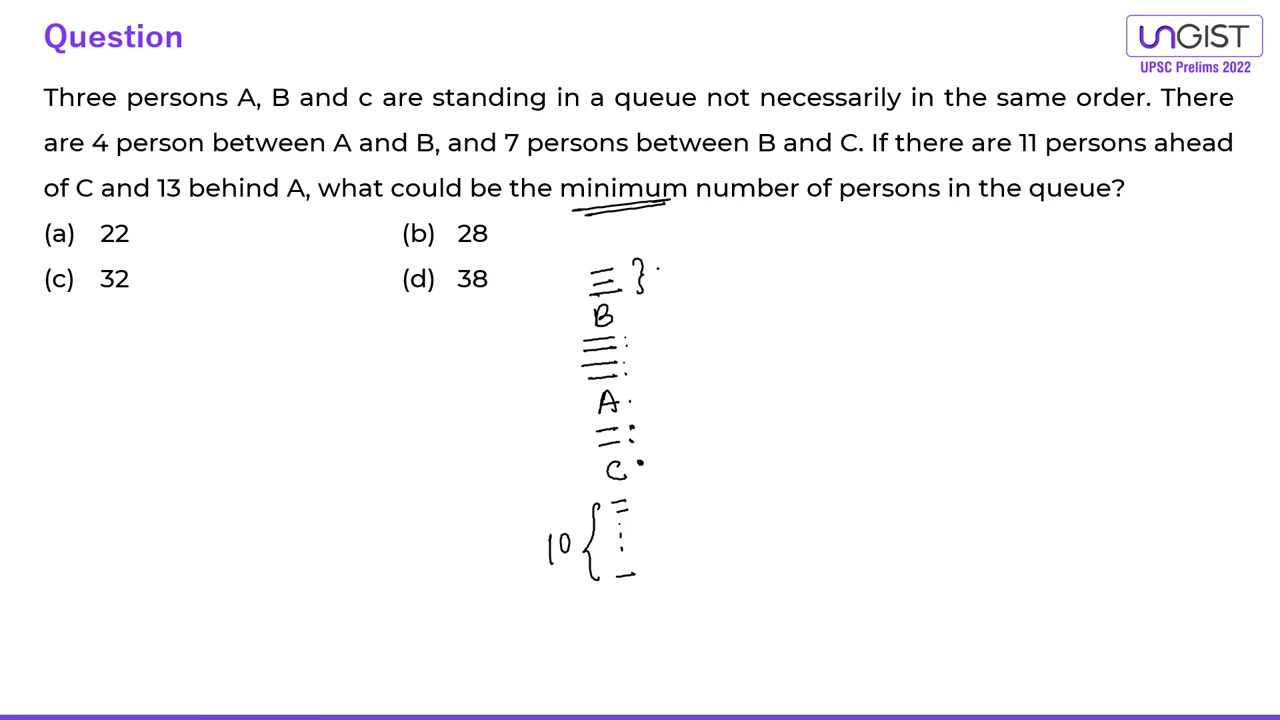 Question
UNGIST
UPSC Prelims 2022
Three persons A, B and c are standing in a queue not necessarily in the same order. There
are 4 person between A and B, and 7 persons between B and C. If there are 11 persons ahead
of C and 13 behind A, what could be the minimum number of persons in the queue?
(a) 22 (b) 28
(c) 32 (d) 38
B
A
C
10